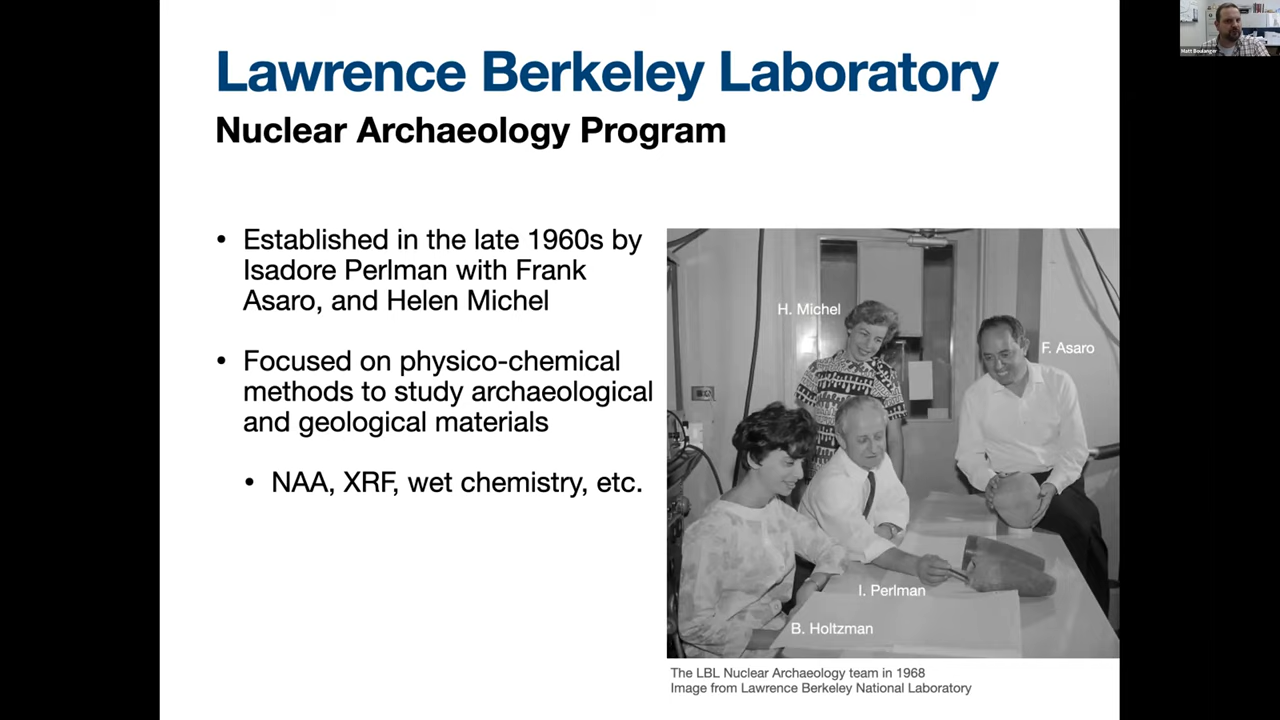 Lawrence Berkeley Laboratory
Nuclear Archaeology Program
• Established in the late 1960s by
Isadore Perlman with Frank
Asaro, and Helen Michel
• Focused on physico-chemical
methods to study archaeological
and geological materials
• NAA, XRF, wet chemistry, etc.
H. Michel
F. Asaro
I. Perlman
B. Holtzman
The LBL Nuclear Archaeology team in 1968
Image from Lawrence Berkeley National Laboratory
Matt Boulanger